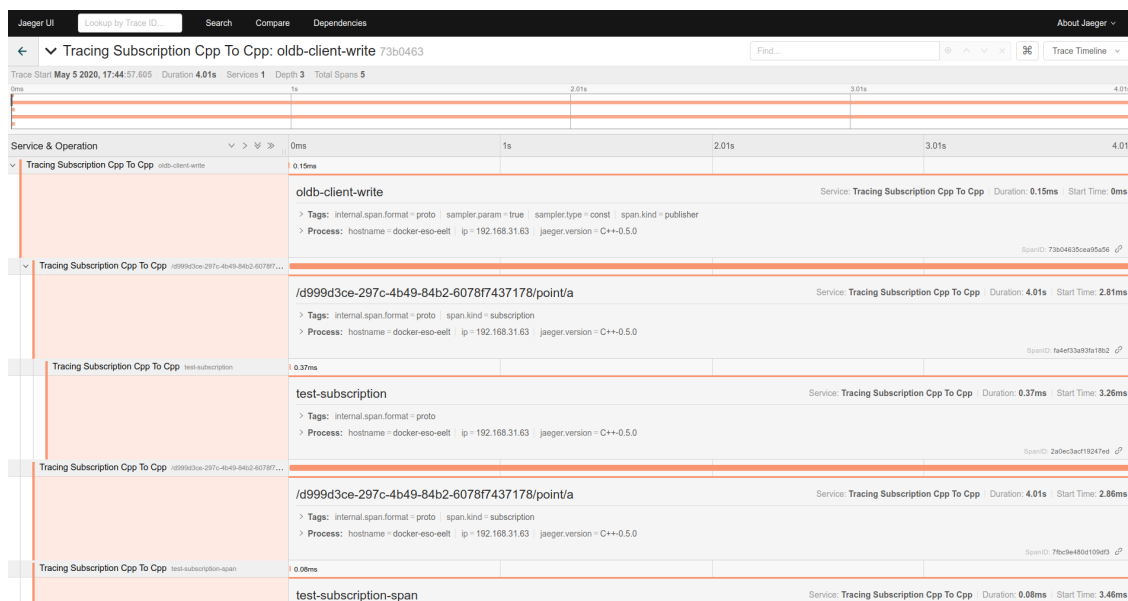 Jaeger UI Lookup by Trace ID... Search Compare Dependencies About Jaeger
Tracing Subscription Cpp To Cpp: oldb-client-write 73b0463 Find... Trace Timeline
Trace Start May 5 2020, 17:44:57.605 Duration 4.01s Services 1 Depth 3 Total Spans 5
0ms 1s 2.01s 3.01s 4.01s
Service & Operation 0ms 1s 2.01s 3.01s 4.01
Tracing Subscription Cpp To Cpp oldb-client-write 0.15ms
oldb-client-write Service: Tracing Subscription Cpp To Cpp Duration: 0.15ms Start Time: 0ms
> Tags: internal.span.format = proto sampler.param = true sampler.type = const span.kind = publisher
> Process: hostname = docker-eso-eelt ip = 192.168.31.63 jaeger.version = C++-0.5.0
SpanID: 73b04635cea95a56
Tracing Subscription Cpp To Cpp /d999d3ce-297c-4b49-84b2-6078f7...
/d999d3ce-297c-4b49-84b2-6078f7437178/point/a Service: Tracing Subscription Cpp To Cpp Duration: 4.01s Start Time: 2.81ms
> Tags: internal.span.format = proto span.kind = subscription
> Process: hostname = docker-eso-eelt ip = 192.168.31.63 jaeger.version = C++-0.5.0
SpanID: fa4ef33a93fa18b2
Tracing Subscription Cpp To Cpp test-subscription 0.37ms
test-subscription Service: Tracing Subscription Cpp To Cpp Duration: 0.37ms Start Time: 3.26ms
> Tags: internal.span.format = proto
> Process: hostname = docker-eso-eelt ip = 192.168.31.63 jaeger.version = C++-0.5.0
SpanID: 2a0ec3acf19247ed
Tracing Subscription Cpp To Cpp /d999d3ce-297c-4b49-84b2-6078f7...
/d999d3ce-297c-4b49-84b2-6078f7437178/point/a Service: Tracing Subscription Cpp To Cpp Duration: 4.01s Start Time: 2.86ms
> Tags: internal.span.format = proto span.kind = subscription
> Process: hostname = docker-eso-eelt ip = 192.168.31.63 jaeger.version = C++-0.5.0
SpanID: 7fbc9e480d109df3
Tracing Subscription Cpp To Cpp test-subscription-span 0.08ms
test-subscription-span Service: Tracing Subscription Cpp To Cpp Duration: 0.08ms Start Time: 3.46ms